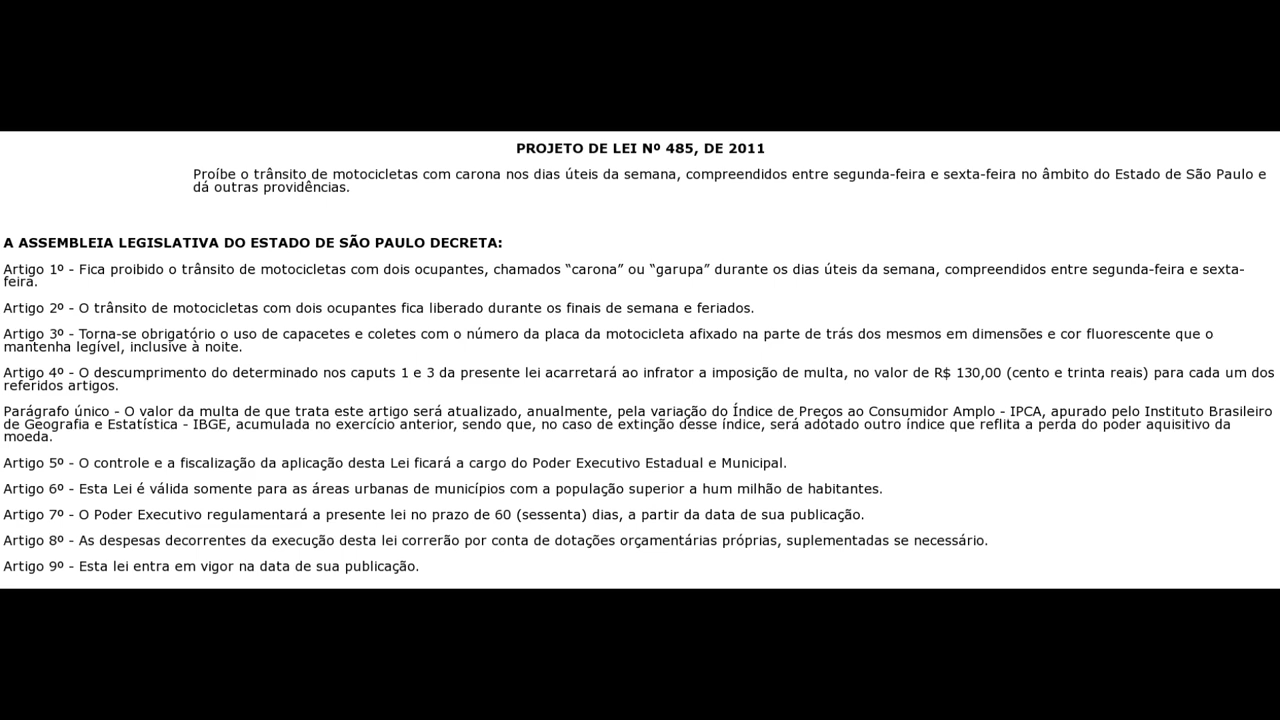 PROJETO DE LEI Nº 485, DE 2011
Proíbe o trânsito de motocicletas com carona nos dias úteis da semana, compreendidos entre segunda-feira e sexta-feira no âmbito do Estado de São Paulo e
dá outras providências.
A ASSEMBLEIA LEGISLATIVA DO ESTADO DE SÃO PAULO DECRETA:
Artigo 1º - Fica proibido o trânsito de motocicletas com dois ocupantes, chamados “carona” ou “garupa” durante os dias úteis da semana, compreendidos entre segunda-feira e sexta-
feira.
Artigo 2º - O trânsito de motocicletas com dois ocupantes fica liberado durante os finais de semana e feriados.
Artigo 3º - Torna-se obrigatório o uso de capacetes e coletes com o número da placa da motocicleta afixado na parte de trás dos mesmos em dimensões e cor fluorescente que o
mantenha legível, inclusive à noite.
Artigo 4º - O descumprimento do determinado nos caputs 1 e 3 da presente lei acarretará ao infrator a imposição de multa, no valor de R$ 130,00 (cento e trinta reais) para cada um dos
referidos artigos.
Parágrafo único - O valor da multa de que trata este artigo será atualizado, anualmente, pela variação do Índice de Preços ao Consumidor Amplo - IPCA, apurado pelo Instituto Brasileiro
de Geografia e Estatística - IBGE, acumulada no exercício anterior, sendo que, no caso de extinção desse índice, será adotado outro índice que reflita a perda do poder aquisitivo da
moeda.
Artigo 5º - O controle e a fiscalização da aplicação desta Lei ficará a cargo do Poder Executivo Estadual e Municipal.
Artigo 6º - Esta Lei é válida somente para as áreas urbanas de municípios com a população superior a hum milhão de habitantes.
Artigo 7º - O Poder Executivo regulamentará a presente lei no prazo de 60 (sessenta) dias, a partir da data de sua publicação.
Artigo 8º - As despesas decorrentes da execução desta lei correrão por conta de dotações orçamentárias próprias, suplementadas se necessário.
Artigo 9º - Esta lei entra em vigor na data de sua publicação.